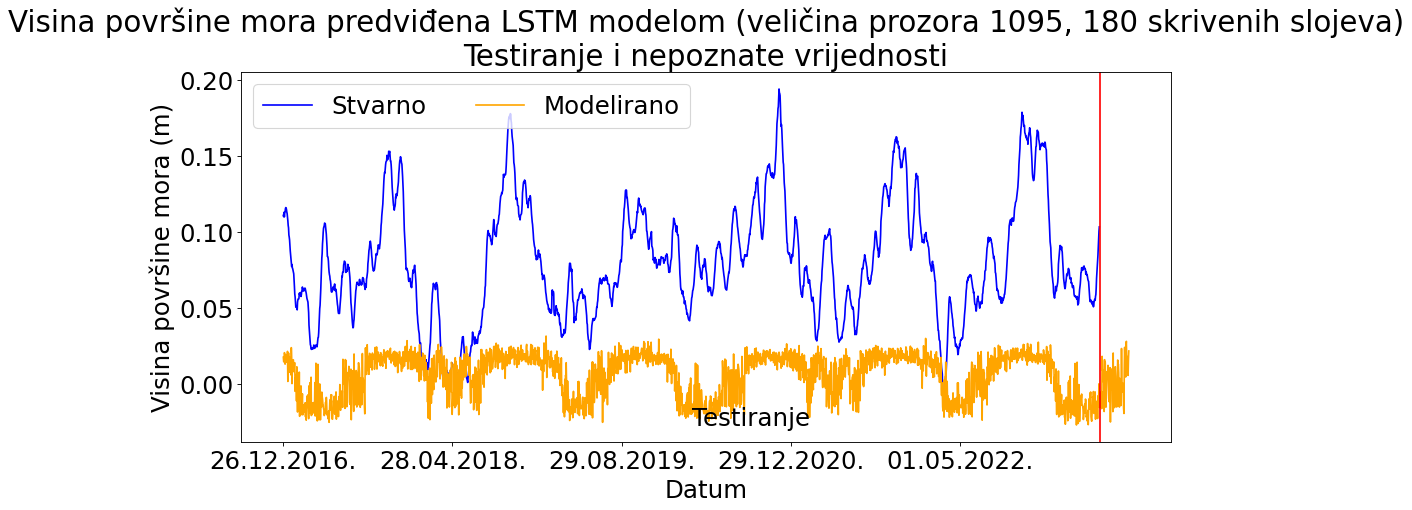 Visina površine mora predviđena LSTM modelom (veličina prozora 1095, 180 skrivenih slojeva)
Testiranje i nepoznate vrijednosti
Stvarno
Modelirano
Visina površine mora (m)
0.20
0.15
0.10
0.05
0.00
Testiranje
26.12.2016.
28.04.2018.
29.08.2019.
29.12.2020.
01.05.2022.
Datum